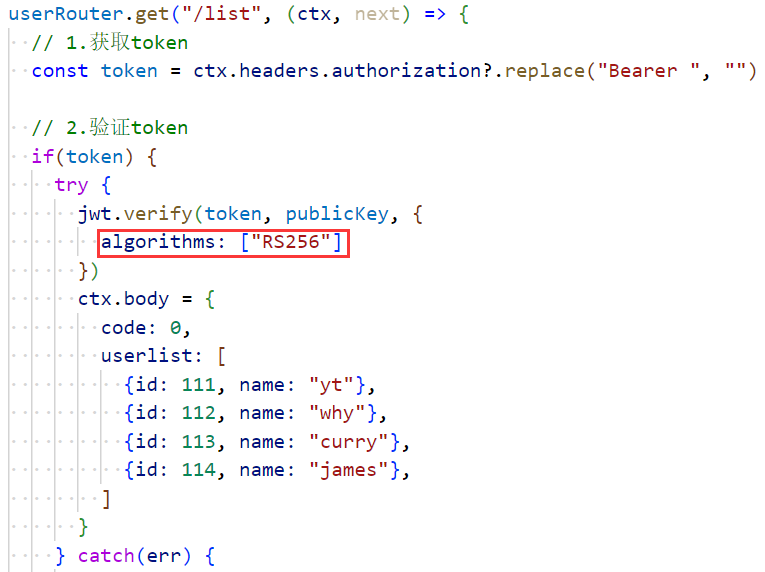 userRouter.get("/list", (ctx, next) => {
// 1.获取token
const token = ctx.headers.authorization?.replace("Bearer ", "")
// 2.验证token
if(token) {
try {
jwt.verify(token, publicKey, {
algorithms: ["RS256"]
})
ctx.body = {
code: 0,
userlist: [
{id: 111, name: "yt"},
{id: 112, name: "why"},
{id: 113, name: "curry"},
{id: 114, name: "james"},
]
}
} catch(err) {